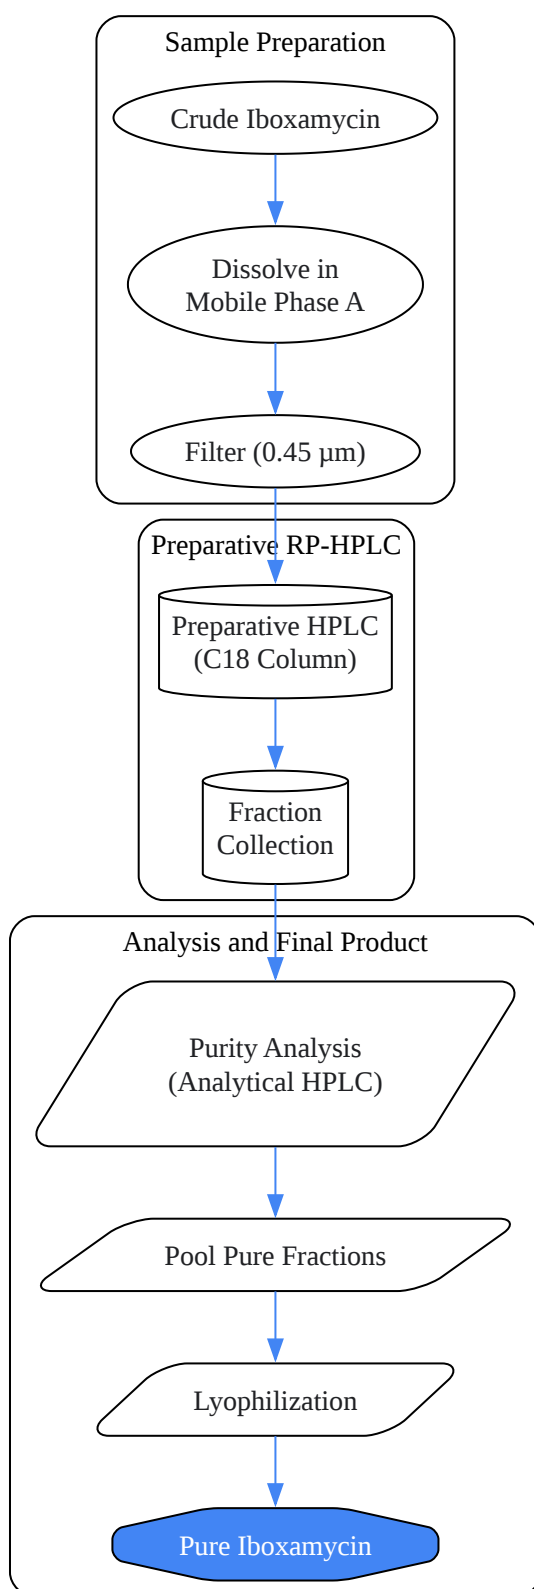 Sample Preparation
Crude Iboxamycin
Dissolve in
Mobile Phase A
Filter (0.45 µm)
Preparative RP-HPLC
Preparative HPLC
(C18 Column)
Fraction
Collection
Analysis and Final Product
Purity Analysis
(Analytical HPLC)
Pool Pure Fractions
Lyophilization
Pure Iboxamycin